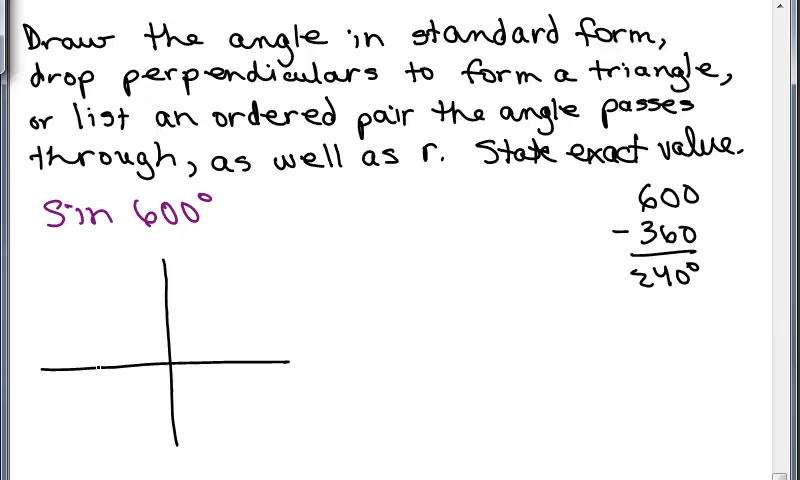 Draw the angle in standard form,
drop perpendiculars to form a triangle,
or list an ordered pair the angle passes
through, as well as r. State exact value.
Sin 600°
600
- 360
240°